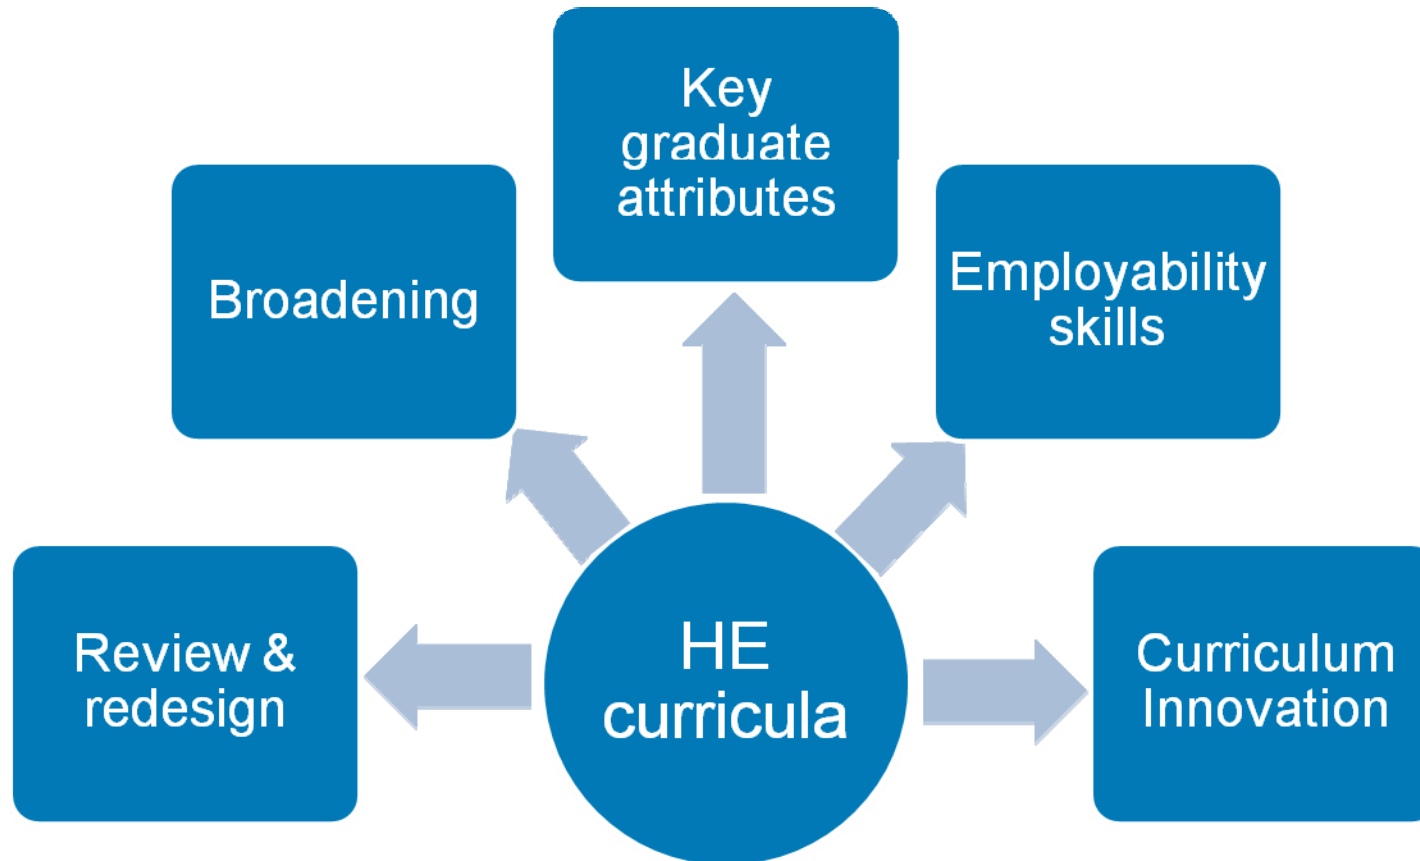 Key
graduate
attributes
Broadening
Employability
skills
Review &
redesign
HE
curricula
Curriculum
Innovation